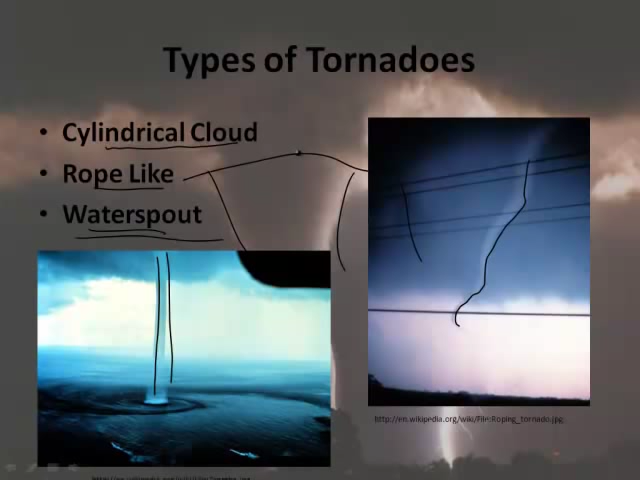 Types of Tornadoes
• Cylindrical Cloud
• Rope Like
• Waterspout
http://en.wikipedia.org/wiki/File:Roping_tornado.jpg